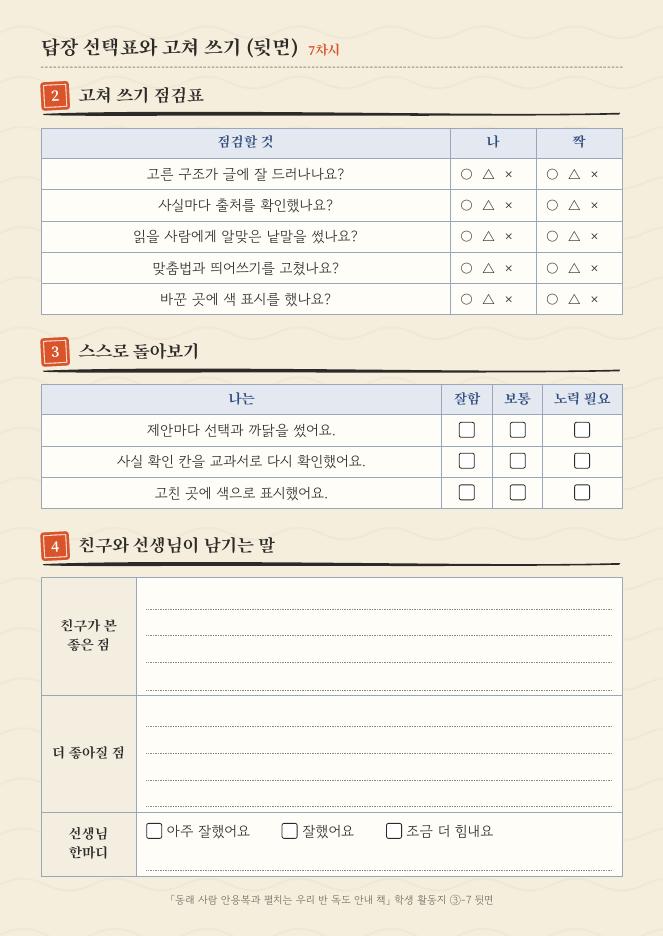 답장 선택표와 고쳐 쓰기 (뒷면) 7차시
2 고쳐 쓰기 점검표
점검할 것 나 짝
고른 구조가 글에 잘 드러나나요? ○ △ × ○ △ ×
사실마다 출처를 확인했나요? ○ △ × ○ △ ×
읽을 사람에게 알맞은 낱말을 썼나요? ○ △ × ○ △ ×
맞춤법과 띄어쓰기를 고쳤나요? ○ △ × ○ △ ×
바꾼 곳에 색 표시를 했나요? ○ △ × ○ △ ×
3 스스로 돌아보기
나는 잘함 보통 노력 필요
제안마다 선택과 까닭을 썼어요.
사실 확인 칸을 교과서로 다시 확인했어요.
고친 곳에 색으로 표시했어요.
4 친구와 선생님이 남기는 말
친구가 본
좋은 점
더 좋아질 점
선생님
한마디
아주 잘했어요 잘했어요 조금 더 힘내요
「동래 사람 안용복과 펼치는 우리 반 독도 안내 책」 학생 활동지 ③-7 뒷면